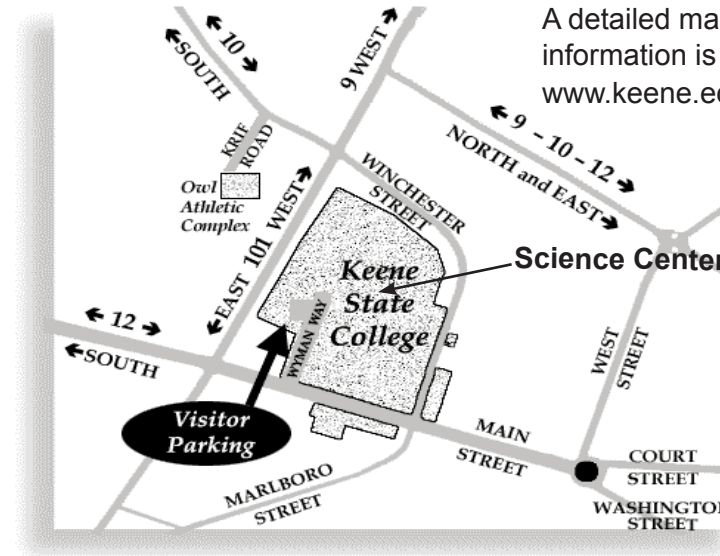 A detailed ma
information is
www.keene.ed
10
SOUTH
9 WEST
9 - 10 - 12
NORTH and EAST
KRIF
ROAD
WINCHESTER
STREET
Owl
Athletic
Complex
EAST 101 WEST
Science Center
Keene
State
College
WYMAN WAY
12
SOUTH
WEST
STREET
Visitor
Parking
MAIN
STREET
COURT
STREET
MARLBORO
STREET
WASHINGTON
STREET